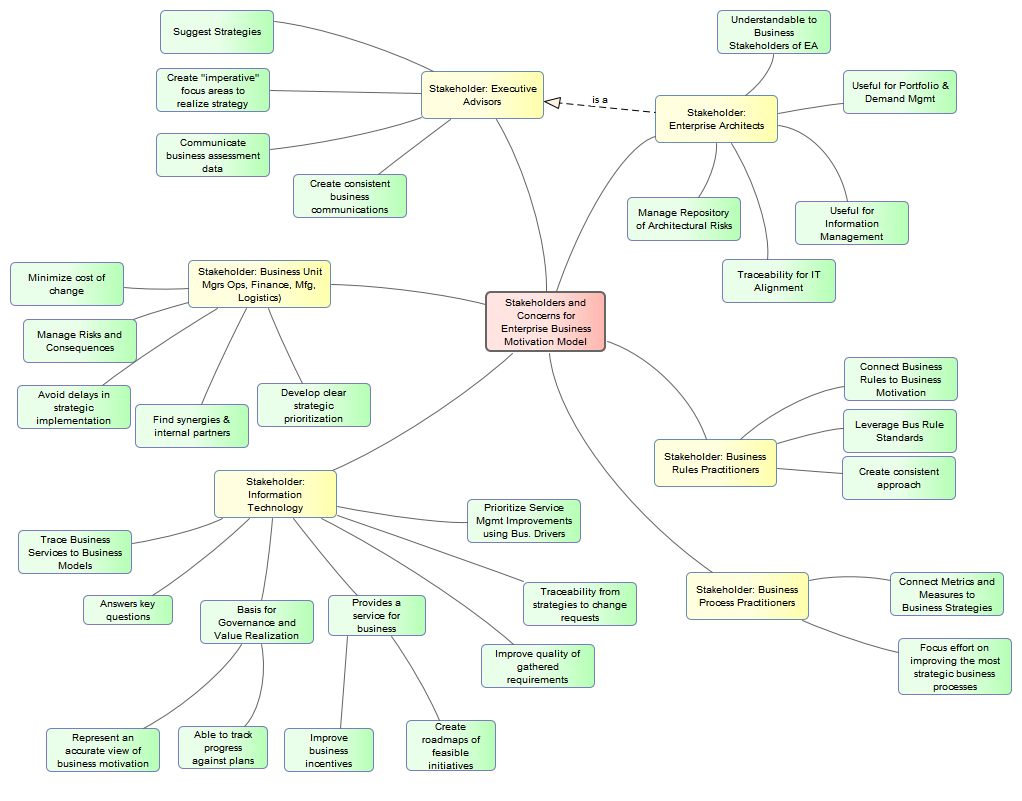 Suggest Strategies
Create "imperative"
focus areas to
realize strategy
Communicate
business assessment
data
Create consistent
business
communications
Stakeholder: Executive
Advisors
is a
Understandable to
Business
Stakeholders of EA
Stakeholder:
Enterprise Architects
Useful for Portfolio &
Demand Mgmt
Manage Repository
of Architectural Risks
Useful for
Information
Management
Traceability for IT
Alignment
Minimize cost of
change
Stakeholder: Business Unit
Mgrs Ops, Finance, Mfg,
Logistics)
Manage Risks and
Consequences
Avoid delays in
strategic
implementation
Find synergies &
internal partners
Develop clear
strategic
prioritization
Stakeholders and
Concerns for
Enterprise Business
Motivation Model
Connect Business
Rules to Business
Motivation
Leverage Bus Rule
Standards
Create consistent
approach
Stakeholder: Business
Rules Practitioners
Stakeholder:
Information
Technology
Prioritize Service
Mgmt Improvements
using Bus. Drivers
Trace Business
Services to Business
Models
Answers key
questions
Basis for
Governance and
Value Realization
Provides a
service for
business
Traceability from
strategies to change
requests
Improve quality of
gathered
requirements
Stakeholder: Business
Process Practitioners
Connect Metrics and
Measures to
Business Strategies
Focus effort on
improving the most
strategic business
processes
Represent an
accurate view of
business motivation
Able to track
progress
against plans
Improve
business
incentives
Create
roadmaps of
feasible
initiatives